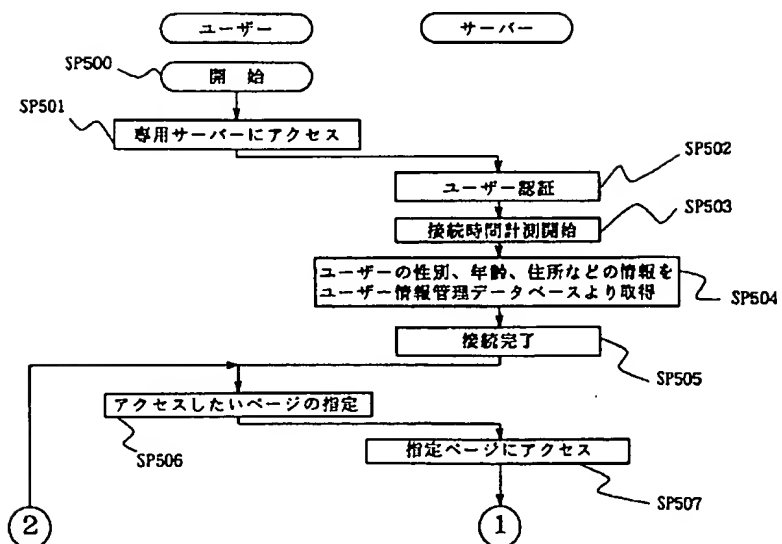 ユーザー
サーバー
SP500
開 始
SP501
専用サーバーにアクセス
SP502
ユーザー認証
SP503
接続時間計測開始
ユーザーの性別、年齢、住所などの情報を
ユーザー情報管理データベースより取得
SP504
接続完了
SP505
アクセスしたいページの指定
SP506
指定ページにアクセス
SP507
2
1